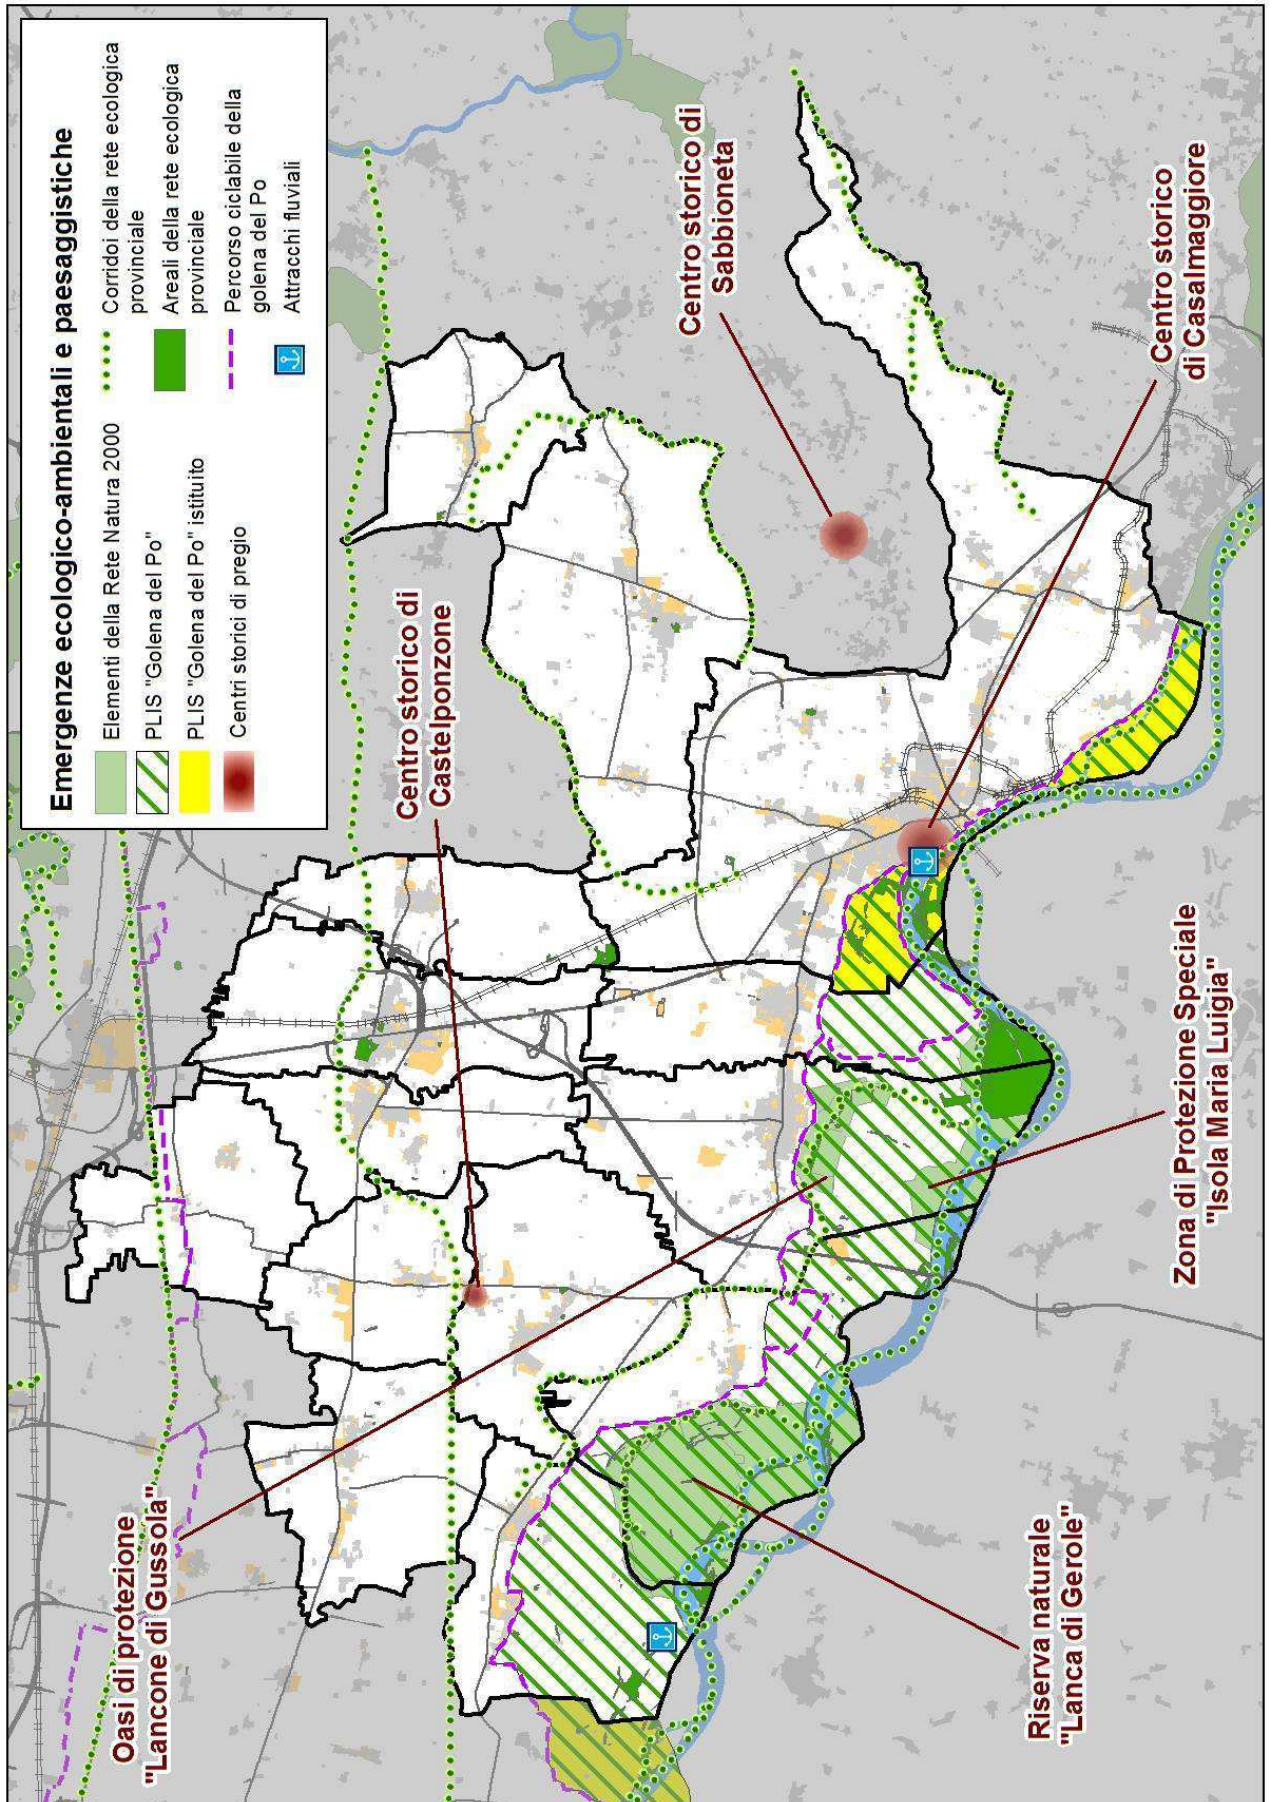 Emergenze ecologico-ambientali e paesaggistiche
Elementi della Rete Natura 2000
PLIS "Golena del Po"
PLIS "Golena del Po" istituito
Centri storici di pregio
Corridoi della rete ecologica
provinciale
Areali della rete ecologica
provinciale
Percorso ciclabile della
golena del Po
Attracchi fluviali
Oasi di protezione
"Lancone di Gussola"
Centro storico di
Castelponzone
Centro storico di
Sabbioneta
Centro storico
di Casalmaggiore
Zona di Protezione Speciale
"Isola Maria Luigia"
Riserva naturale
"Lanca di Gerole"